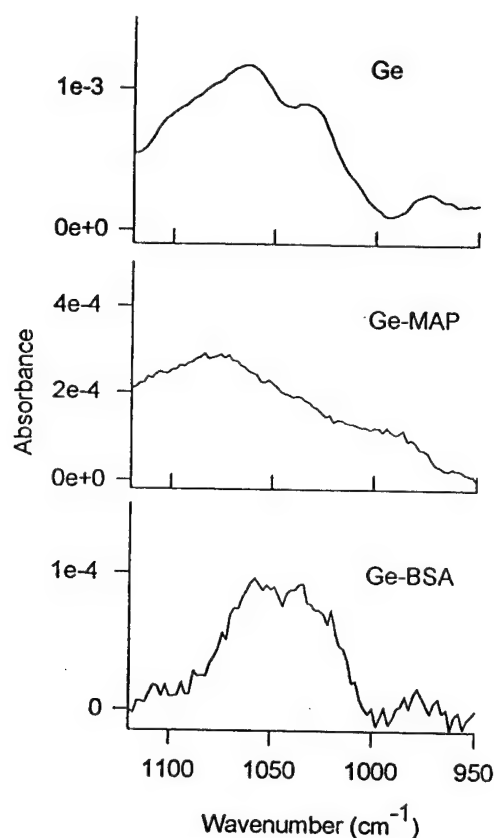 Ge
1e-3
0e+0
Ge-MAP
4e-4
2e-4
0e+0
Absorbance
Ge-BSA
1e-4
0
1100 1050 1000 950
Wavenumber (cm⁻¹)